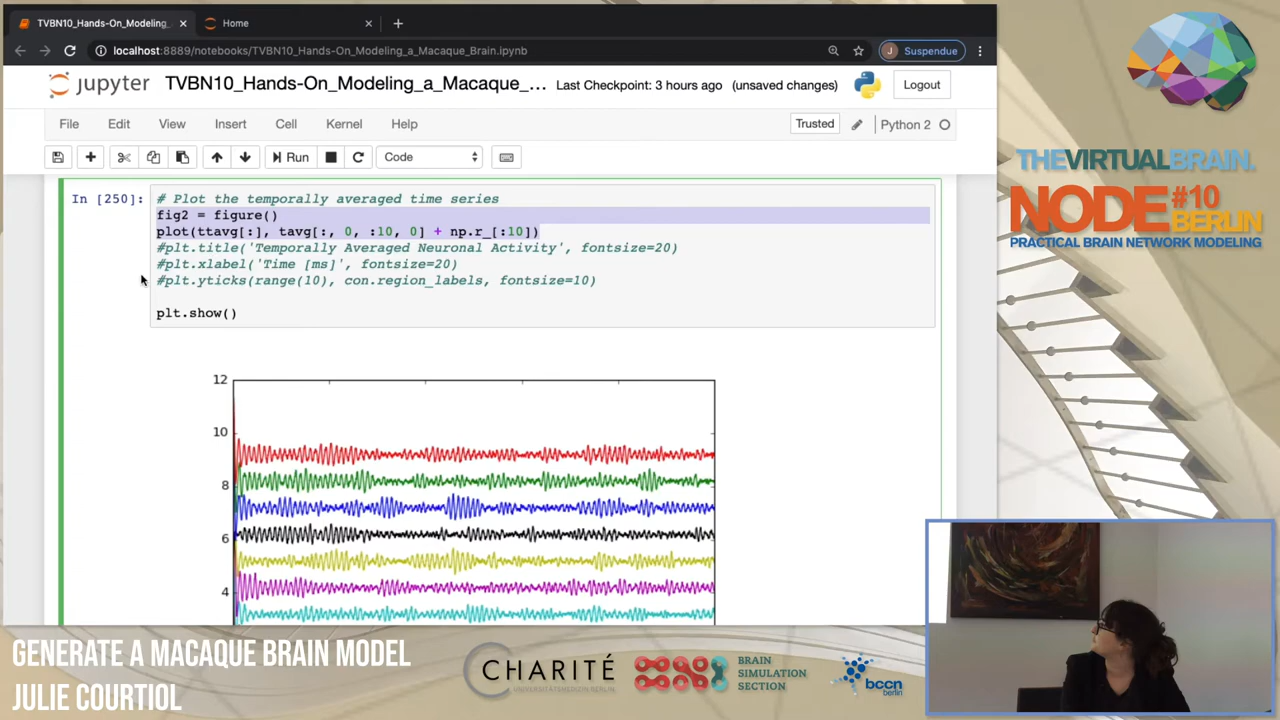 TVBN10_Hands-On_Modeling_
Home
localhost:8889/notebooks/TVBN10_Hands-On_Modeling_a_Macaque_Brain.ipynb
J
Suspendue
jupyter
TVBN10_Hands-On_Modeling_a_Macaque_...
Last Checkpoint: 3 hours ago
(unsaved changes)
Logout
File
Edit
View
Insert
Cell
Kernel
Help
Trusted
Python 2
Run
Code
In [250]:
# Plot the temporally averaged time series
fig2 = figure()
plot(ttavg[:], tavg[:, 0, :10, 0] + np.r_[:10])
#plt.title('Temporally Averaged Neuronal Activity', fontsize=20)
#plt.xlabel('Time [ms]', fontsize=20)
#plt.yticks(range(10), con.region_labels, fontsize=10)
plt.show()
12
10
8
6
4
THEVIRTUALBRAIN.
NODE #10
BERLIN
PRACTICAL BRAIN NETWORK MODELING
GENERATE A MACAQUE BRAIN MODEL
JULIE COURTIOL
CHARITÉ
UNIVERSITÄTSMEDIZIN BERLIN
BRAIN
SIMULATION
SECTION
bccn
berlin